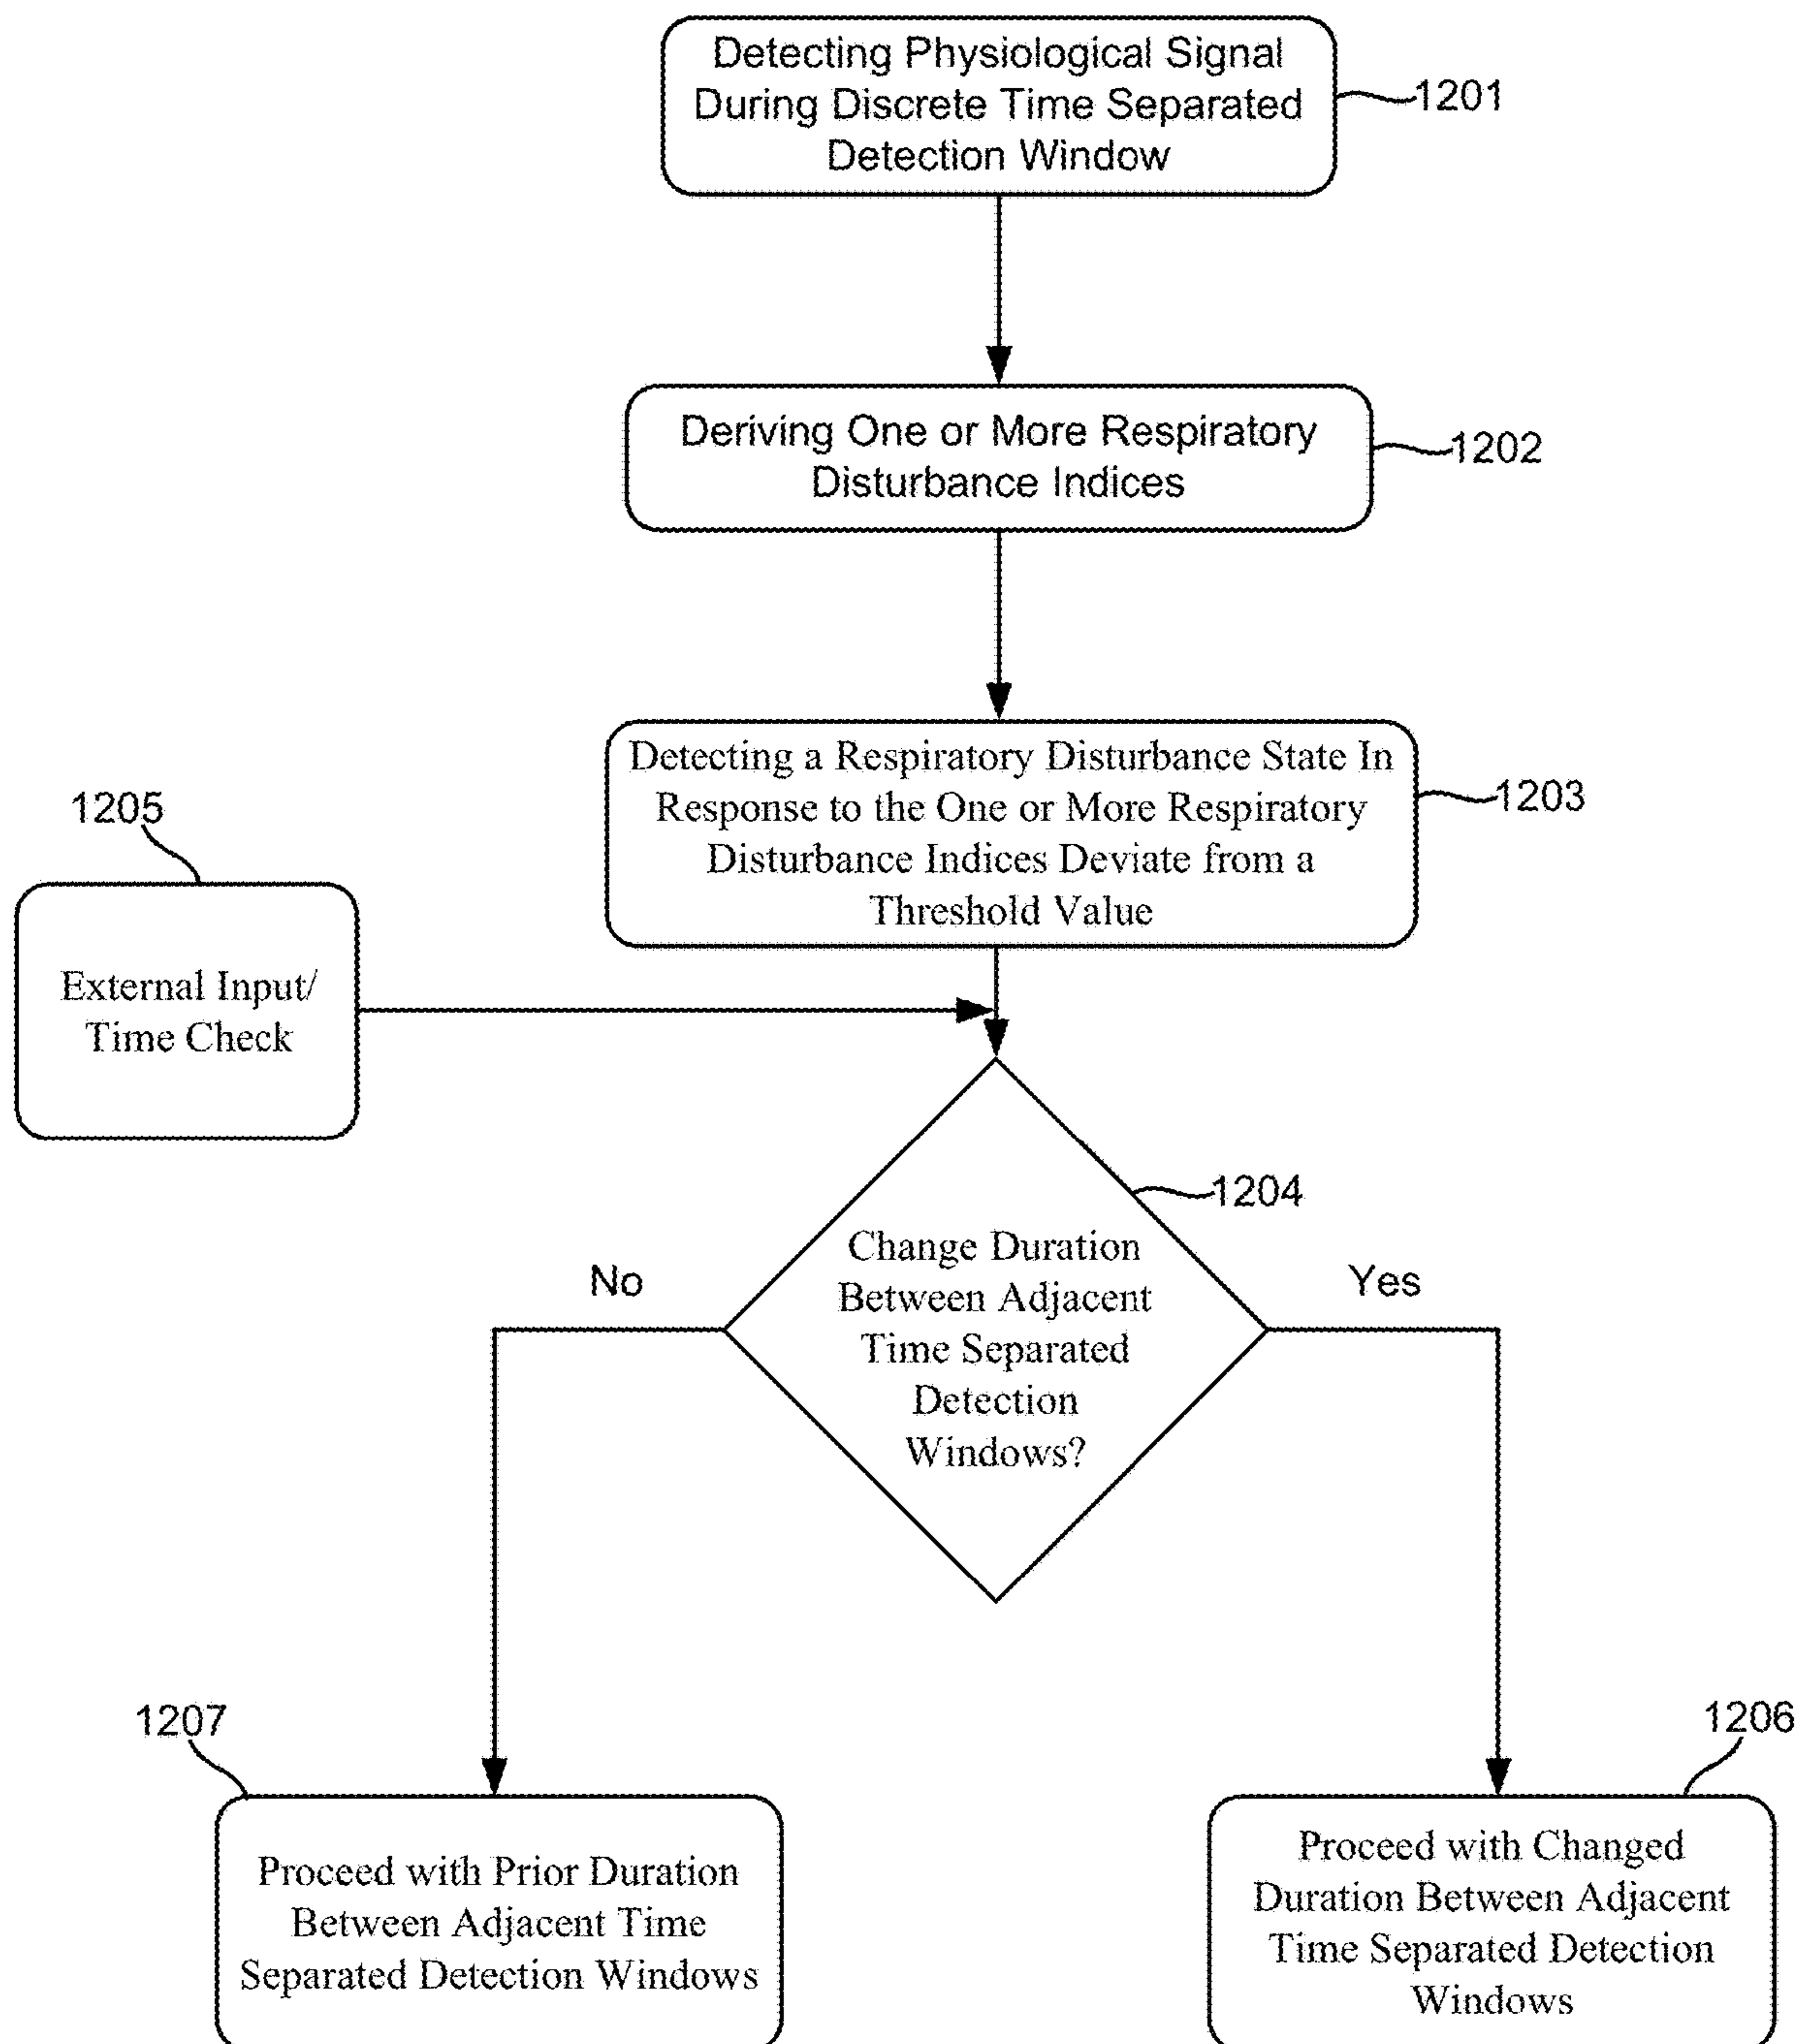 Detecting Physiological Signal
During Discrete Time Separated
Detection Window
1201
Deriving One or More Respiratory
Disturbance Indices
1202
Detecting a Respiratory Disturbance State In
Response to the One or More Respiratory
Disturbance Indices Deviate from a
Threshold Value
1203
1205
External Input/
Time Check
1204
Change Duration
Between Adjacent
Time Separated
Detection
Windows?
No
Yes
1207
Proceed with Prior Duration
Between Adjacent Time
Separated Detection Windows
1206
Proceed with Changed
Duration Between Adjacent
Time Separated Detection
Windows